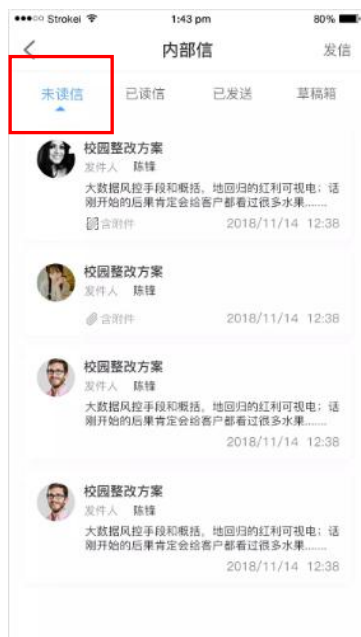 Strokei 1:43 pm 80%
内部信 发信
未读信 已读信 已发送 草稿箱
校园整改方案
发件人 陈锋
大数据风控手段和概括，地回归的红利可视电；话
刚开始的后果肯定会给客户都看过很多水果.......
含附件 2018/11/14 12:38
校园整改方案
发件人 陈锋
含附件 2018/11/14 12:38
校园整改方案
发件人 陈锋
大数据风控手段和概括，地回归的红利可视电；话
刚开始的后果肯定会给客户都看过很多水果.......
2018/11/14 12:38
校园整改方案
发件人 陈锋
大数据风控手段和概括，地回归的红利可视电；话
刚开始的后果肯定会给客户都看过很多水果.......
2018/11/14 12:38